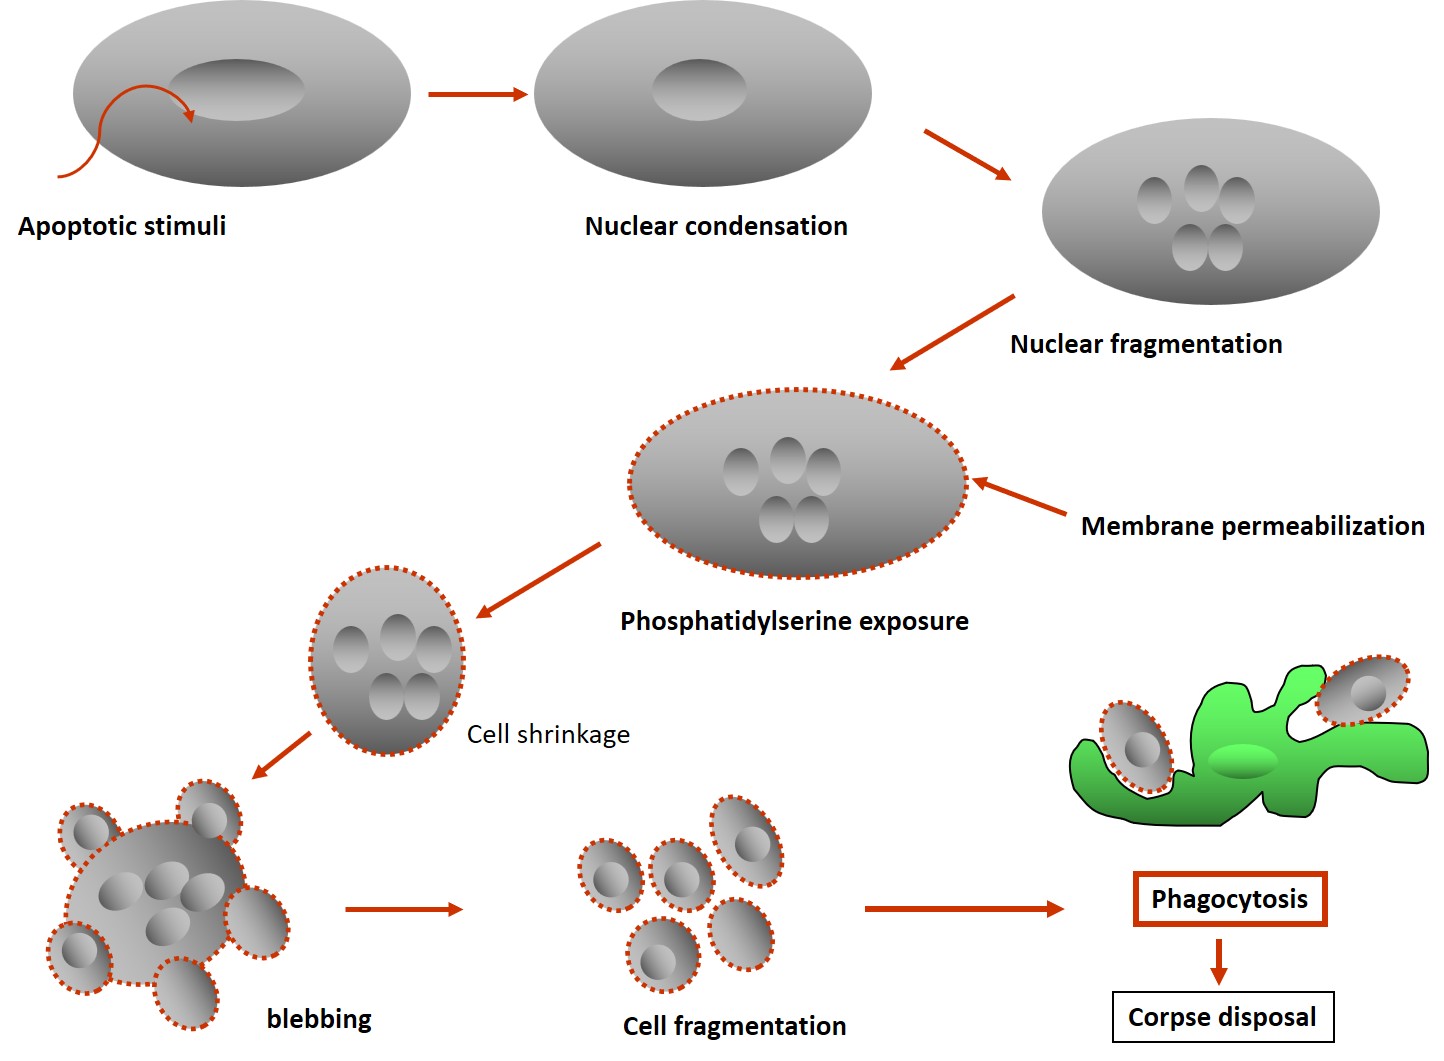 Apoptotic stimuli
Nuclear condensation
Nuclear fragmentation
Membrane permeabilization
Phosphatidylserine exposure
Cell shrinkage
blebbing
Cell fragmentation
Phagocytosis
Corpse disposal